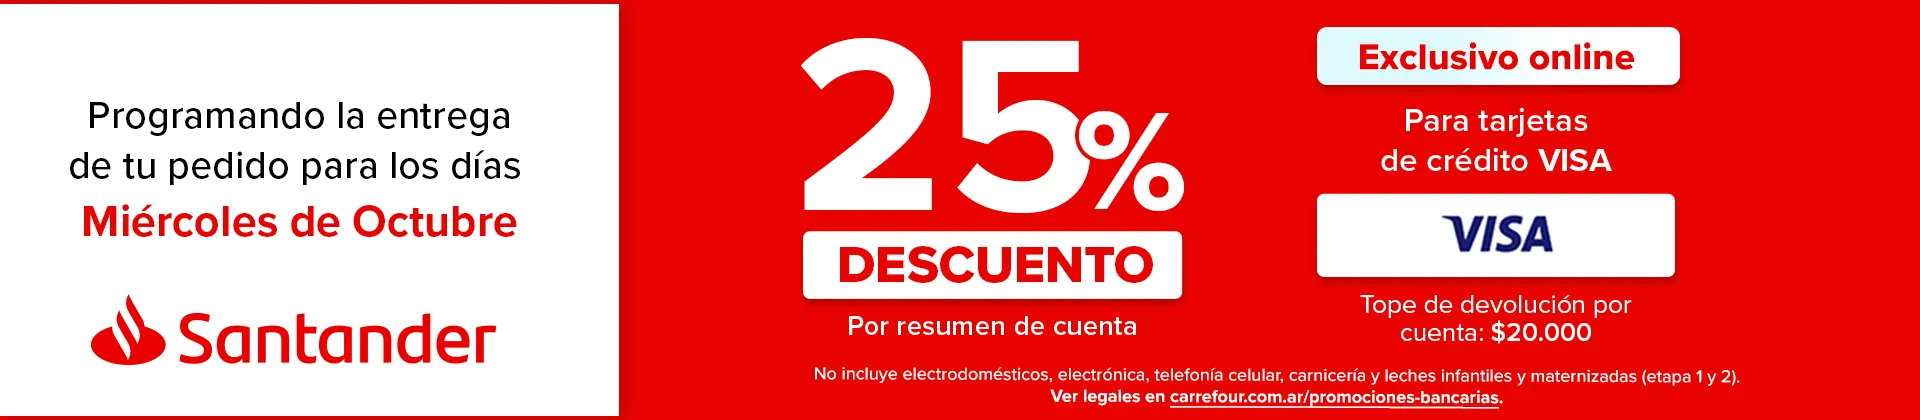 Programando la entrega
de tu pedido para los días
Miércoles de Octubre
Santander
25%
DESCUENTO
Por resumen de cuenta
Exclusivo online
Para tarjetas
de crédito VISA
VISA
Tope de devolución por
cuenta: $20.000
No incluye electrodomésticos, electrónica, telefonía celular, carnicería y leches infantiles y maternizadas (etapa 1 y 2).
Ver legales en carrefour.com.ar/promociones-bancarias.